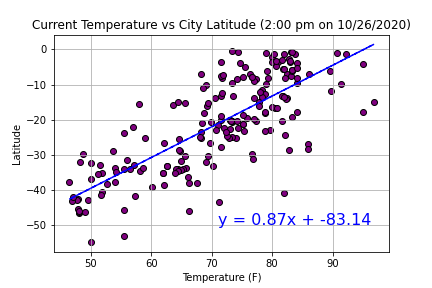 Current Temperature vs City Latitude (2:00 pm on 10/26/2020)
0
−10
−20
−30
−40
−50
Latitude
y = 0.87x + -83.14
50 60 70 80 90
Temperature (F)